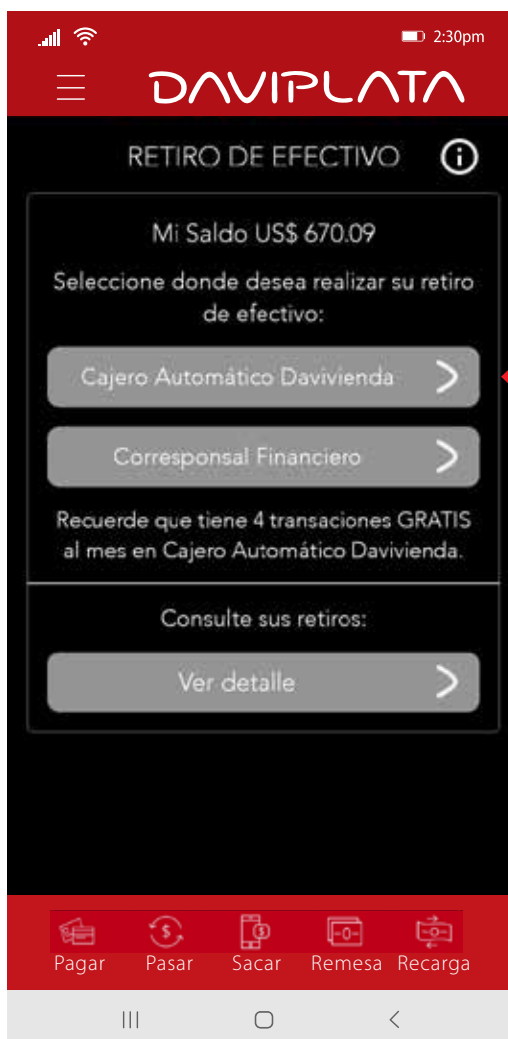 2:30pm
DAVIPLATA
RETIRO DE EFECTIVO
Mi Saldo US$ 670.09
Seleccione donde desea realizar su retiro
de efectivo:
Cajero Automático Davivienda
Corresponsal Financiero
Recuerde que tiene 4 transaciones GRATIS
al mes en Cajero Automático Davivienda.
Consulte sus retiros:
Ver detalle
Pagar Pasar Sacar Remesa Recarga